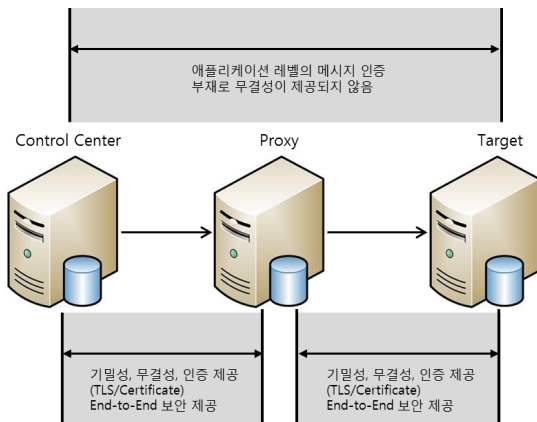 애플리케이션 레벨의 메시지 인증
부재로 무결성이 제공되지 않음
Control Center
Proxy
Target
기밀성, 무결성, 인증 제공
(TLS/Certificate)
End-to-End 보안 제공
기밀성, 무결성, 인증 제공
(TLS/Certificate)
End-to-End 보안 제공